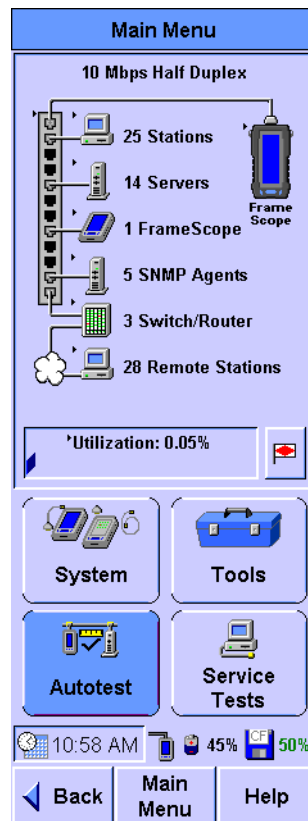 Main Menu
10 Mbps Half Duplex
25 Stations
14 Servers
Frame
Scope
1 FrameScope
5 SNMP Agents
3 Switch/Router
28 Remote Stations
Utilization: 0.05%
System
Tools
Autotest
Service
Tests
10:58 AM
45%
CF
50%
Back
Main
Menu
Help